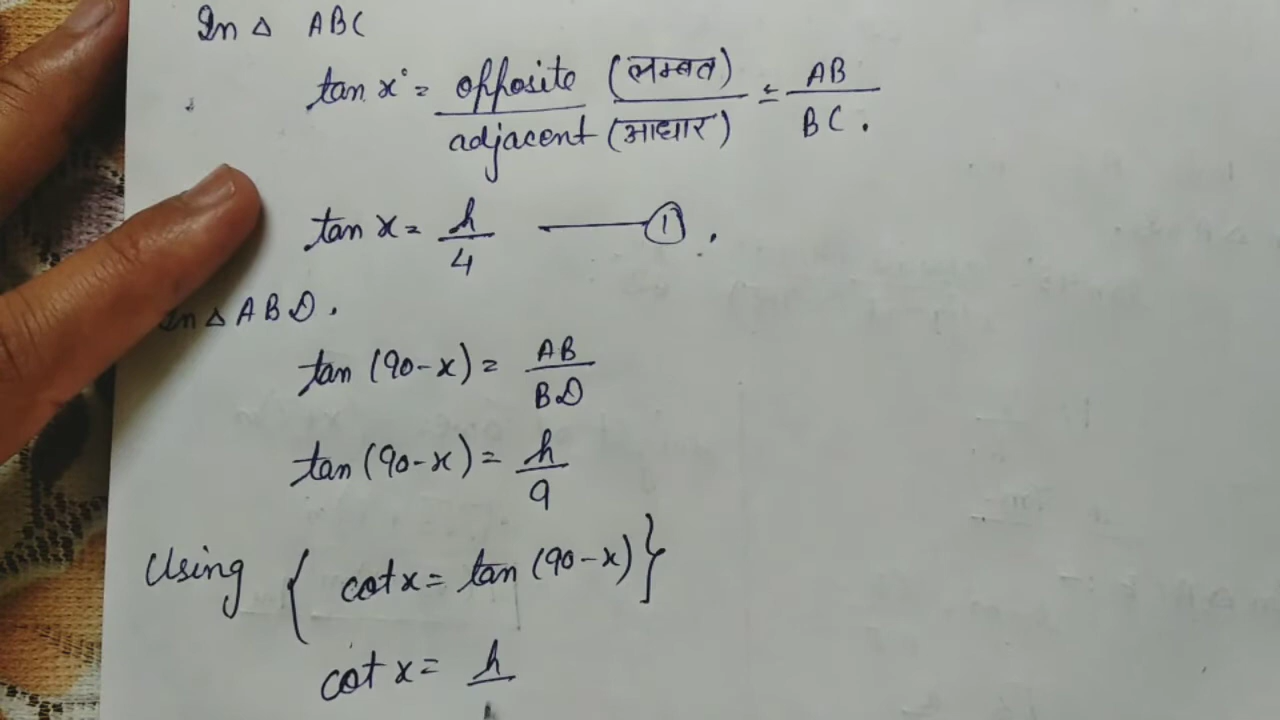 In △ ABC
tan x° = opposite (लम्बत) / adjacent (आधार) = AB / BC.
tan x = h / 4 —— ①.
In △ ABD.
tan (90-x) = AB / BD
tan (90-x) = h / 9
Using { cot x = tan (90-x) }
cot x = h